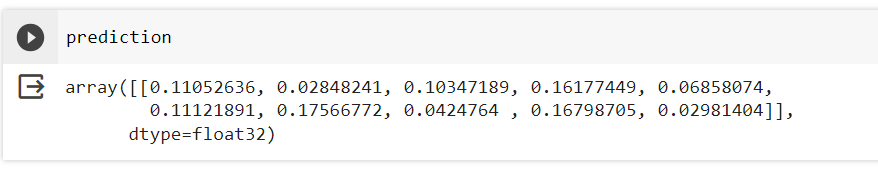 prediction
array([[0.11052636, 0.02848241, 0.10347189, 0.16177449, 0.06858074,
0.11121891, 0.17566772, 0.0424764 , 0.16798705, 0.02981404]],
dtype=float32)